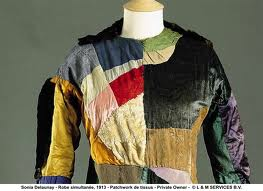 Sonia Delaunay - Robe simultanée, 1913 - Patchwork de tissus - Private Owner - © L & M SERVICES B.V.